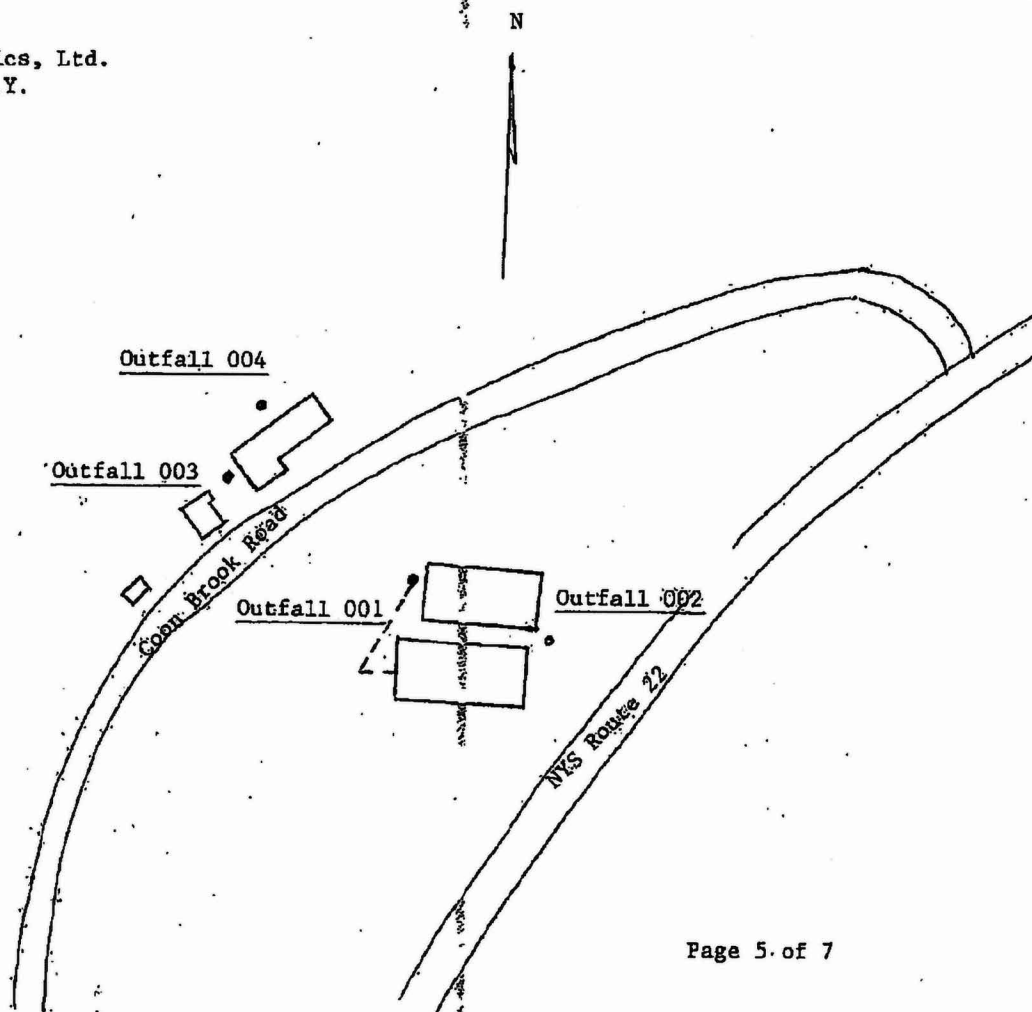 N
Ltd.
Y.
Outfall 004
Outfall 003
Coon Brook Road
Outfall 001
Outfall 002
NYS Route 22
Page 5 of 7